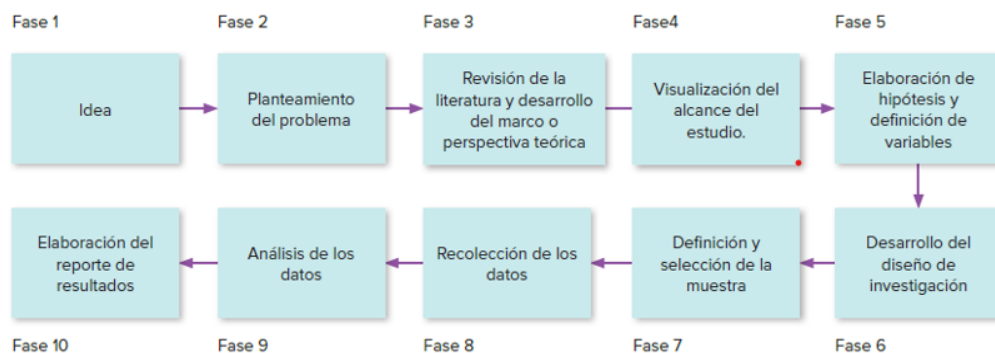 Fase 1
Fase 2
Fase 3
Fase4
Fase 5
Idea
Planteamiento
del problema
Revisión de la
literatura y desarrollo
del marco o
perspectiva teórica
Visualización del
alcance del
estudio.
Elaboración de
hipótesis y
definición de
variables
Elaboración del
reporte de
resultados
Análisis de los
datos
Recolección de los
datos
Definición y
selección de la
muestra
Desarrollo del
diseño de
investigación
Fase 10
Fase 9
Fase 8
Fase 7
Fase 6